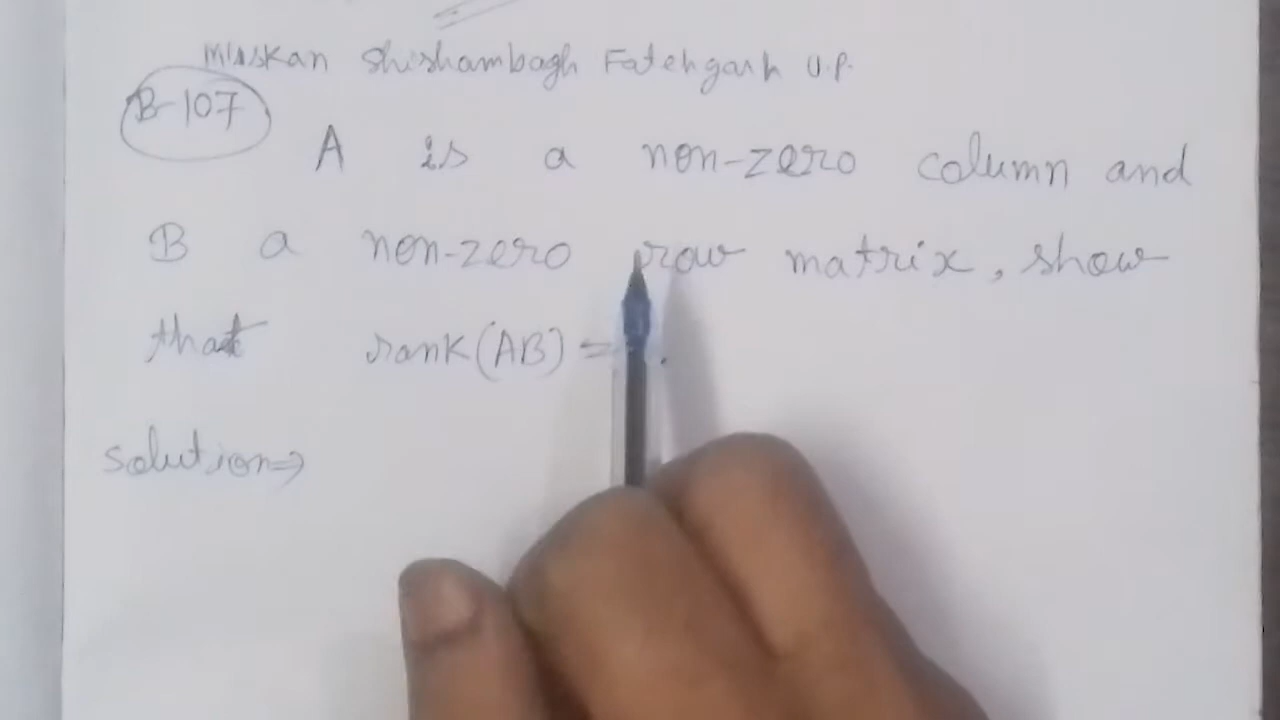 Muskan Shishambagh Fatehgarh U.P.
B-107
A is a non-zero column and
B a non-zero row matrix, show
that rank(AB) = .
Solution⇒